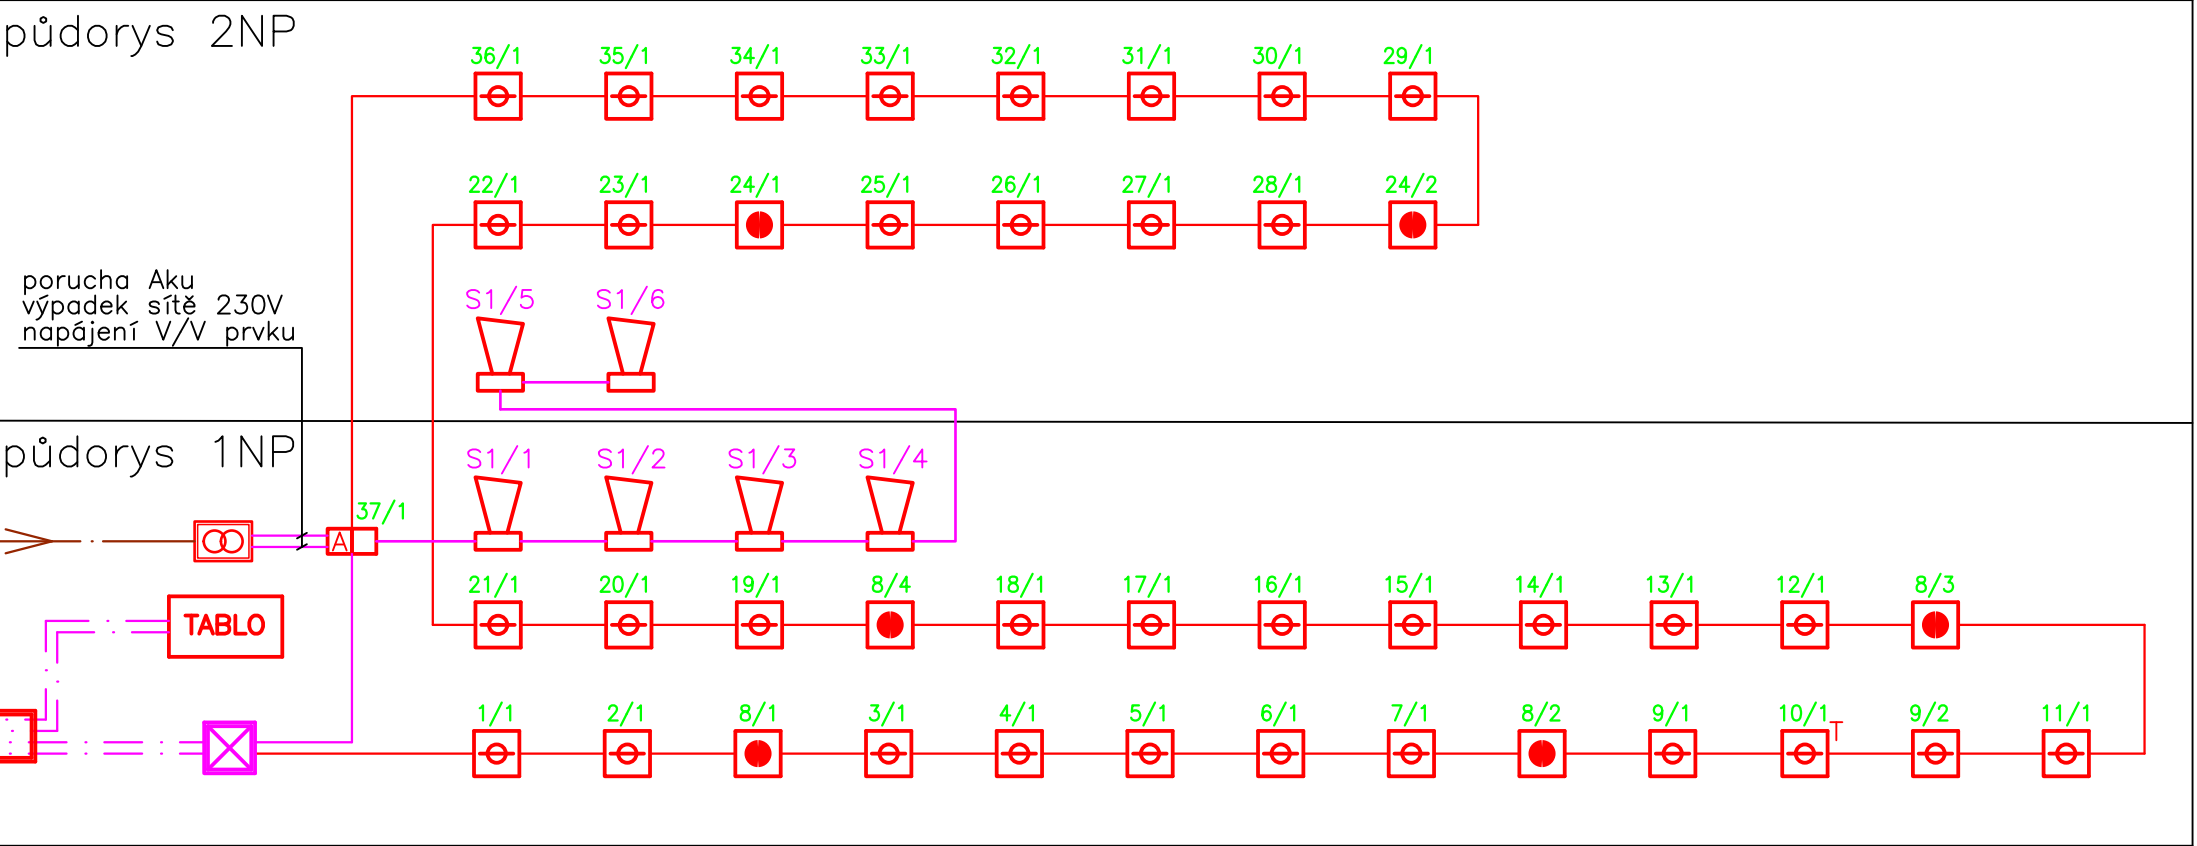 půdorys 2NP
36/1 35/1 34/1 33/1 32/1 31/1 30/1 29/1
22/1 23/1 24/1 25/1 26/1 27/1 28/1 24/2
porucha Aku
výpadek sítě 230V
napájení V/V prvku
S1/5 S1/6
půdorys 1NP
S1/1 S1/2 S1/3 S1/4
37/1
A
21/1 20/1 19/1 8/4 18/1 17/1 16/1 15/1 14/1 13/1 12/1 8/3
TABLO
1/1 2/1 8/1 3/1 4/1 5/1 6/1 7/1 8/2 9/1 10/1 T 9/2 11/1